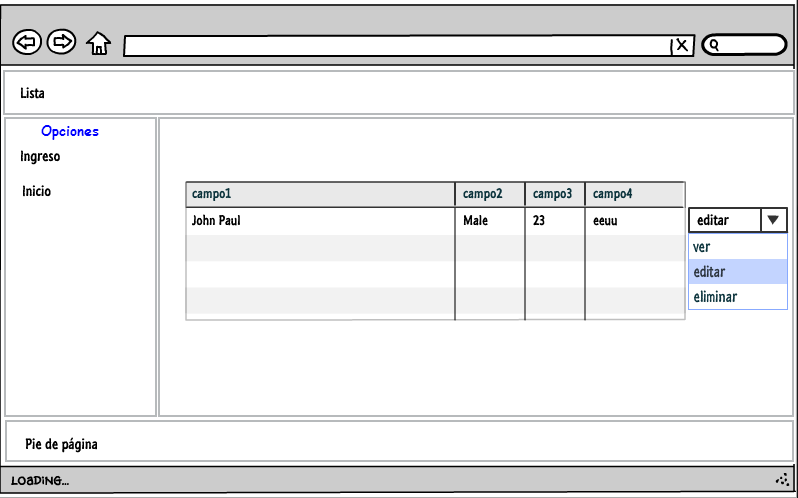 Lista
Opciones
Ingreso
Inicio
campo1 campo2 campo3 campo4
John Paul Male 23 eeuu editar
ver
editar
eliminar
Pie de página
LOADING...